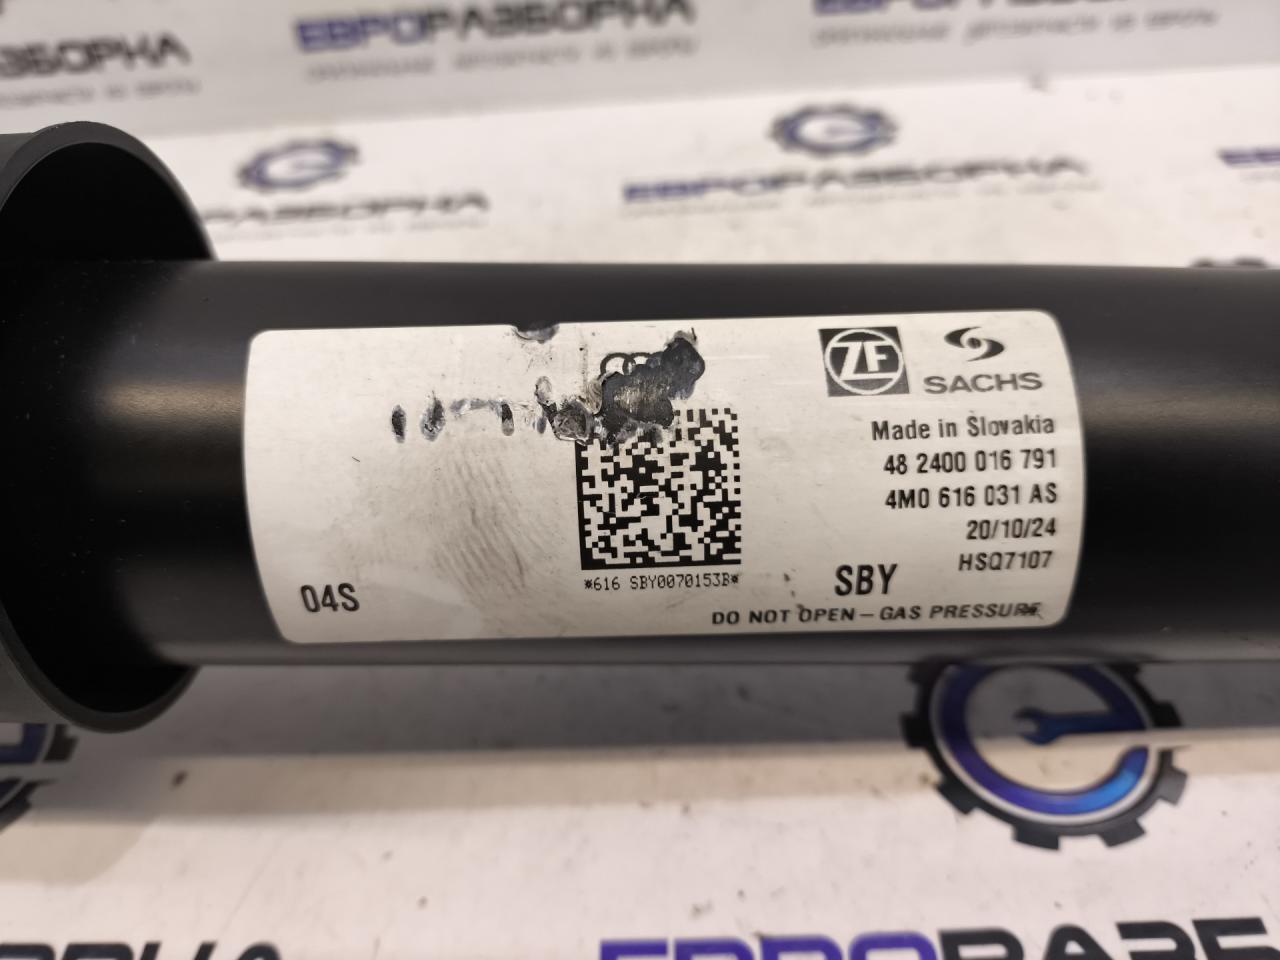 ЕВРОРАЗБОРКА
ЕВРОРАЗБОРКА
ZF
SACHS
Made in Slovakia
48 2400 016 791
4M0 616 031 AS
20/10/24
HSQ7107
SBY
*616 SBY0070153B*
04S
DO NOT OPEN – GAS PRESSURE